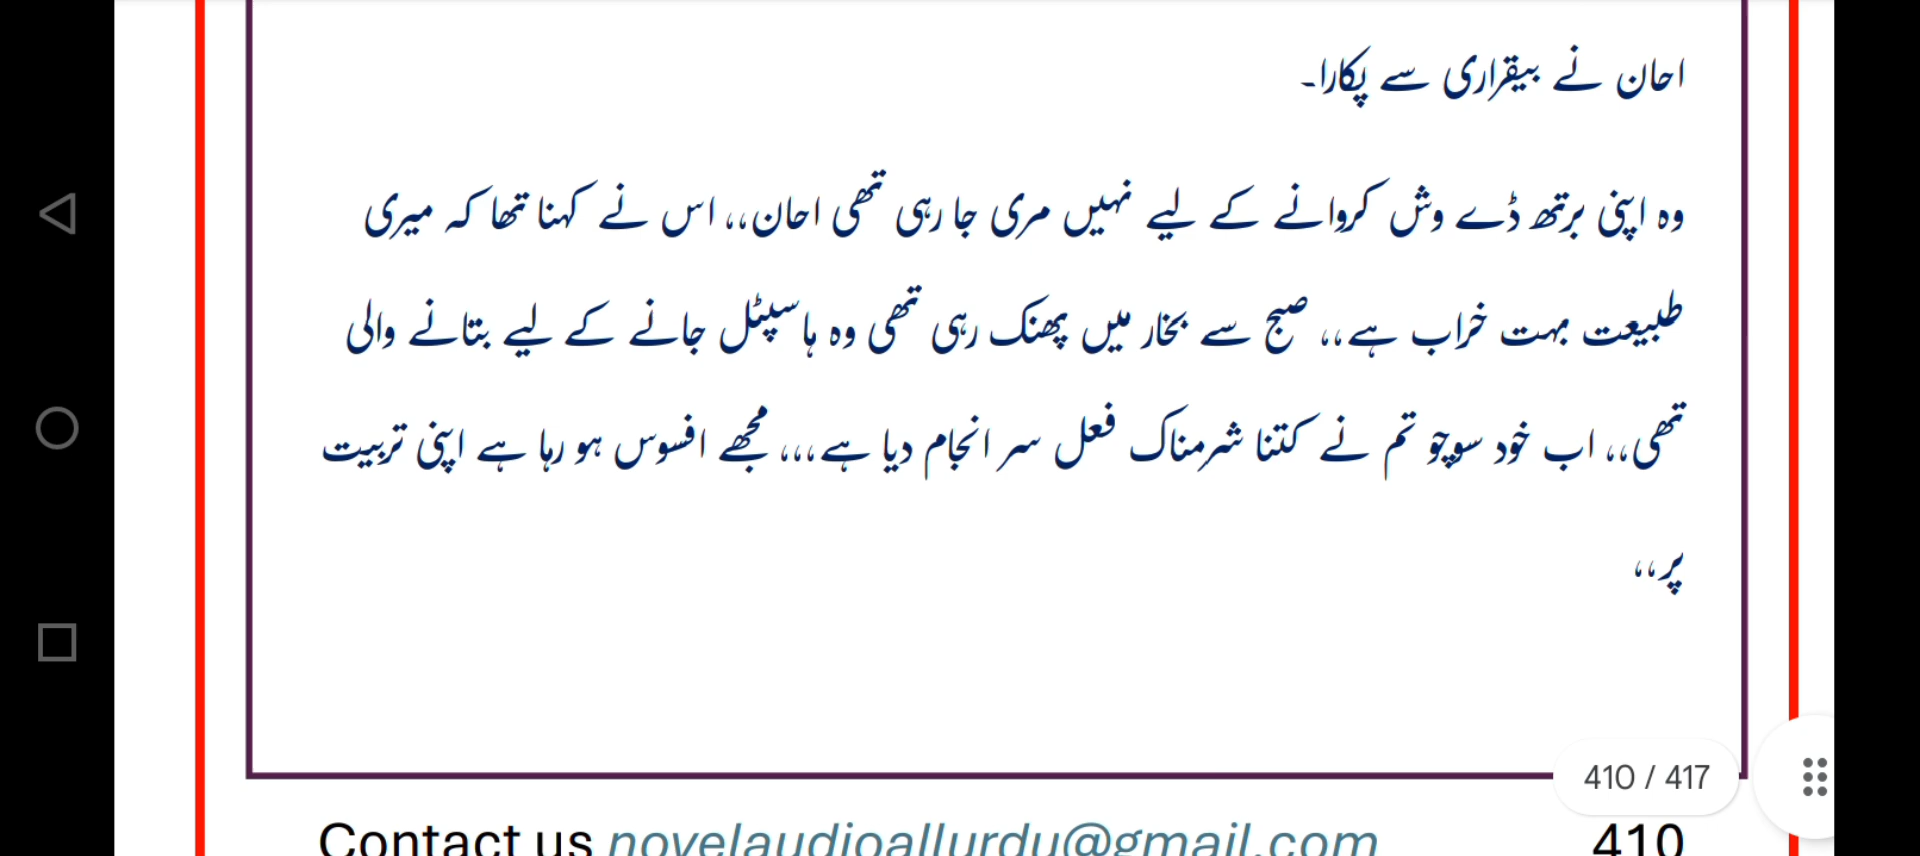 احان نے بیقراری سے پکارا۔
وہ اپنی برتھ ڈے وش کروانے کے لیے نہیں مری جا رہی تھی احان،، اس نے کہنا تھا کہ میری
طبیعت بہت خراب ہے،، صبح سے بخار میں پھنک رہی تھی وہ ہاسپٹل جانے کے لیے بتانے والی
تھی،، اب خود سوچو تم نے کتنا شرمناک فعل سر انجام دیا ہے،،، مجھے افسوس ہو رہا ہے اپنی تربیت
پر،،
410 / 417
Contact us novelaudioallurdu@gmail.com 410